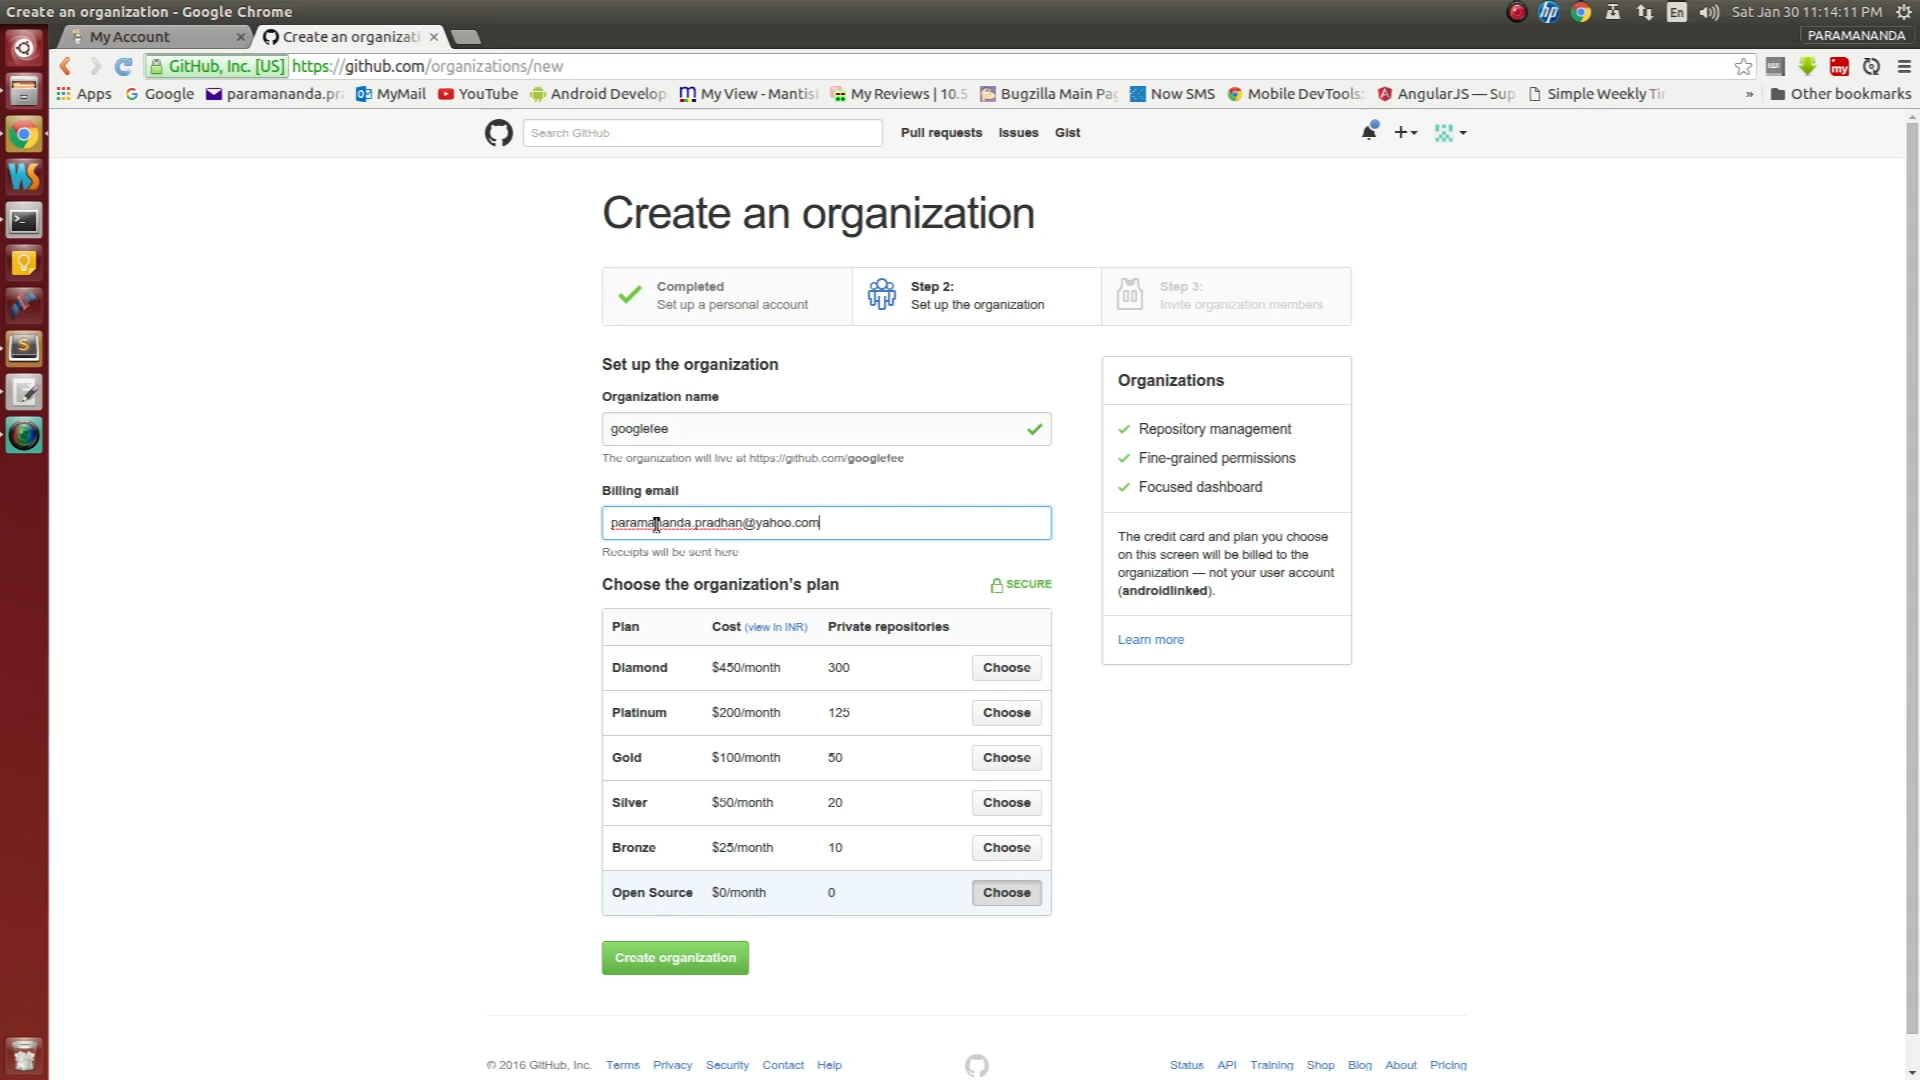 Create an organization - Google Chrome
En
Sat Jan 30 11:14:11 PM
My Account
Create an organizati
PARAMANANDA
GitHub, Inc. [US] https://github.com/organizations/new
my
Apps Google paramananda.pr MyMail YouTube Android Develop My View - Mantis My Reviews | 10.5 Bugzilla Main Pa Now SMS Mobile DevTools: AngularJS — Sup Simple Weekly Ti » Other bookmarks
Search GitHub
Pull requests Issues Gist
Create an organization
Completed
Set up a personal account
Step 2:
Set up the organization
Step 3:
Invite organization members
Set up the organization
Organization name
googlefee
The organization will live at https://github.com/googlefee
Billing email
paramananda.pradhan@yahoo.com
Receipts will be sent here
Choose the organization's plan
SECURE
Plan Cost (view in INR) Private repositories
Diamond $450/month 300 Choose
Platinum $200/month 125 Choose
Gold $100/month 50 Choose
Silver $50/month 20 Choose
Bronze $25/month 10 Choose
Open Source $0/month 0 Choose
Create organization
Organizations
Repository management
Fine-grained permissions
Focused dashboard
The credit card and plan you choose
on this screen will be billed to the
organization — not your user account
(androidlinked).
Learn more
© 2016 GitHub, Inc. Terms Privacy Security Contact Help
Status API Training Shop Blog About Pricing